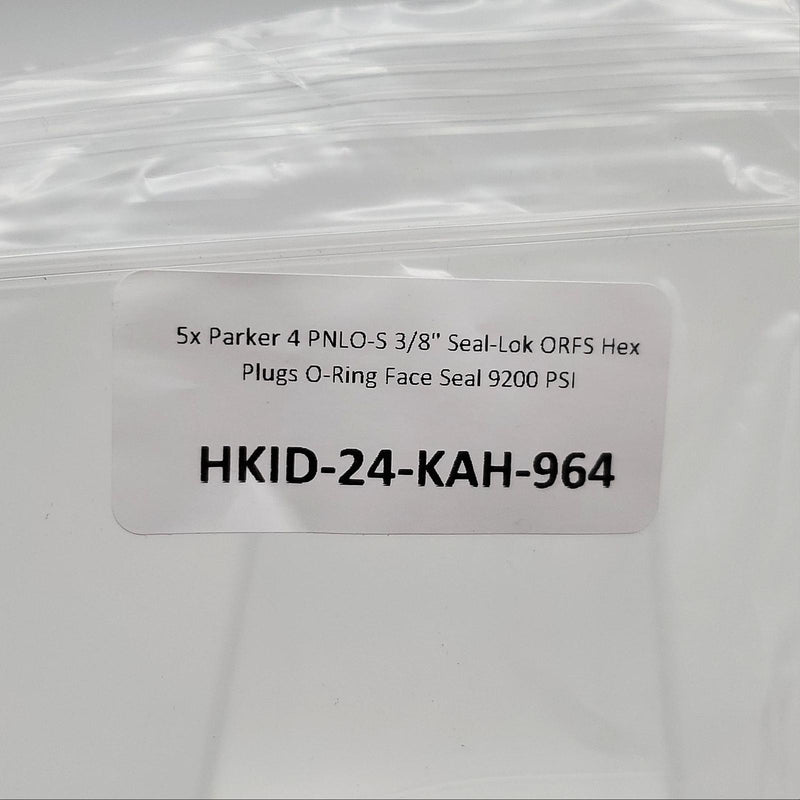 5x Parker 4 PNLO-S 3/8" Seal-Lok ORFS Hex
Plugs O-Ring Face Seal 9200 PSI
HKID-24-KAH-964